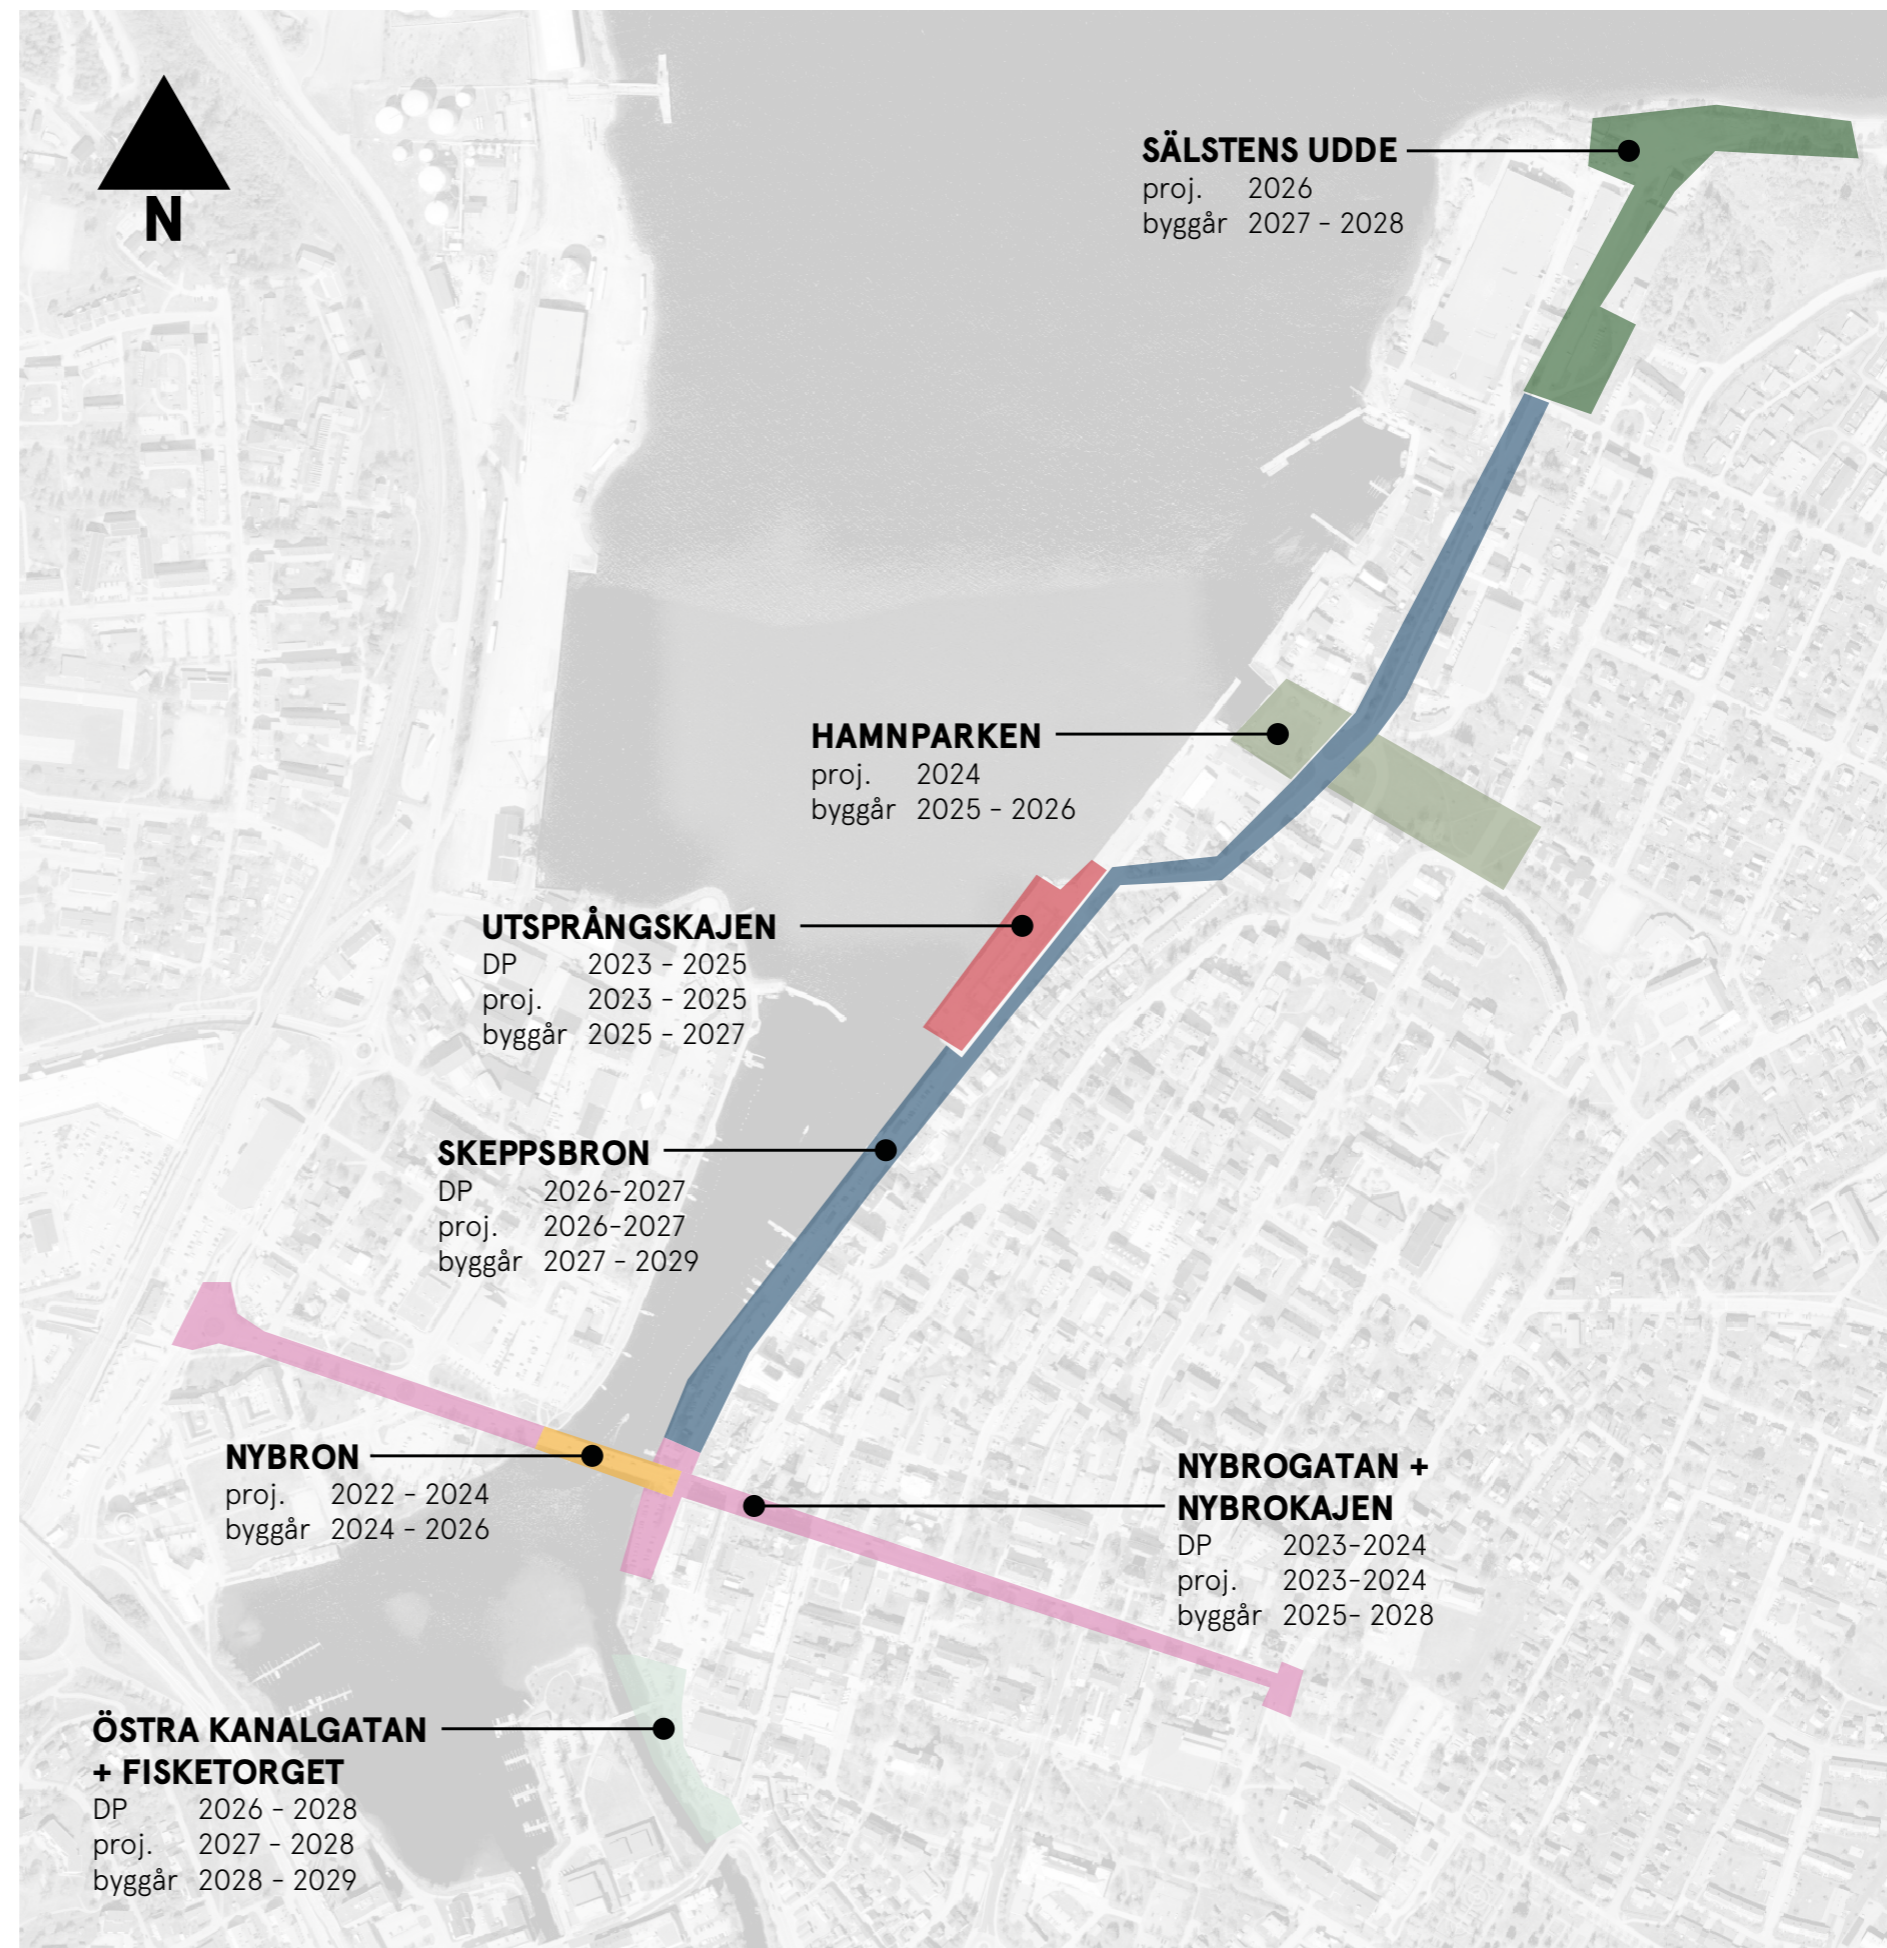 N
SÄLSTENS UDDE
proj. 2026
byggår 2027 - 2028
HAMNPARKEN
proj. 2024
byggår 2025 - 2026
UTSPRÅNGSKAJEN
DP 2023 - 2025
proj. 2023 - 2025
byggår 2025 - 2027
SKEPPSBRON
DP 2026-2027
proj. 2026-2027
byggår 2027 - 2029
NYBRON
proj. 2022 - 2024
byggår 2024 - 2026
NYBROGATAN +
NYBROKAJEN
DP 2023-2024
proj. 2023-2024
byggår 2025- 2028
ÖSTRA KANALGATAN
+ FISKETORGET
DP 2026 - 2028
proj. 2027 - 2028
byggår 2028 - 2029